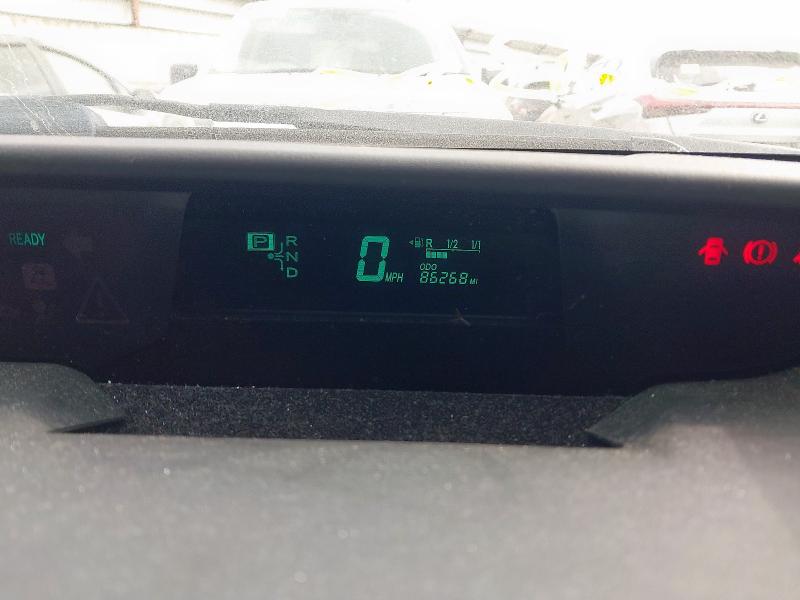 READY
P R
N
D
0 MPH
R 1/2 1/1
ODO
86268 MI